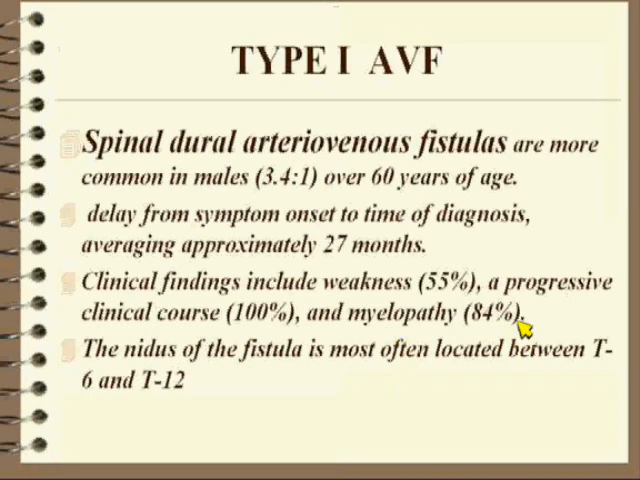 TYPE I AVF
Spinal dural arteriovenous fistulas are more
common in males (3.4:1) over 60 years of age.
delay from symptom onset to time of diagnosis,
averaging approximately 27 months.
Clinical findings include weakness (55%), a progressive
clinical course (100%), and myelopathy (84%).
The nidus of the fistula is most often located between T-
6 and T-12